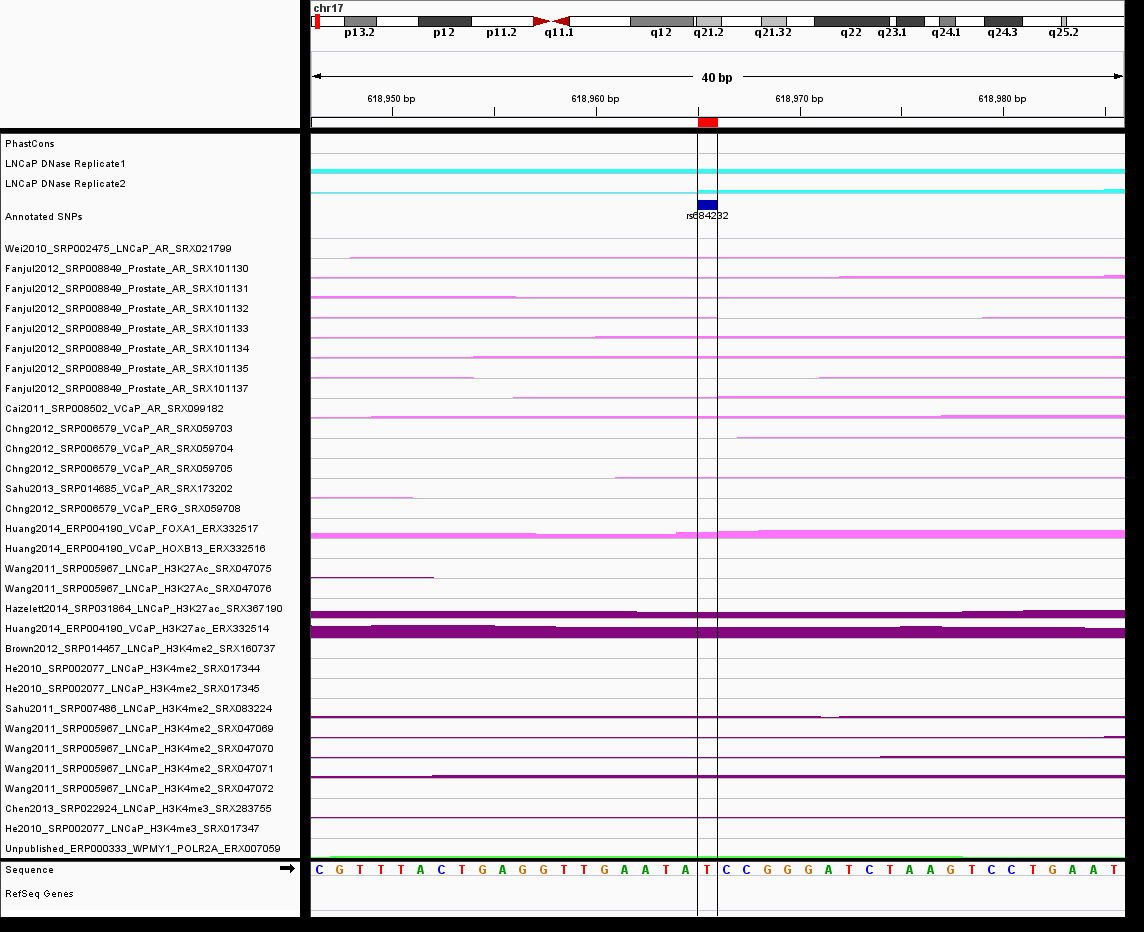 chr17
p13.2 p12 p11.2 q11.1 q12 q21.2 q21.32 q22 q23.1 q24.1 q24.3 q25.2
40 bp
618,950 bp 618,960 bp 618,970 bp 618,980 bp
PhastCons
LNCaP DNase Replicate1
LNCaP DNase Replicate2
Annotated SNPs
rs684232
Wei2010_SRP002475_LNCaP_AR_SRX021799
Fanjul2012_SRP008849_Prostate_AR_SRX101130
Fanjul2012_SRP008849_Prostate_AR_SRX101131
Fanjul2012_SRP008849_Prostate_AR_SRX101132
Fanjul2012_SRP008849_Prostate_AR_SRX101133
Fanjul2012_SRP008849_Prostate_AR_SRX101134
Fanjul2012_SRP008849_Prostate_AR_SRX101135
Fanjul2012_SRP008849_Prostate_AR_SRX101137
Cai2011_SRP008502_VCaP_AR_SRX099182
Chng2012_SRP006579_VCaP_AR_SRX059703
Chng2012_SRP006579_VCaP_AR_SRX059704
Chng2012_SRP006579_VCaP_AR_SRX059705
Sahu2013_SRP014685_VCaP_AR_SRX173202
Chng2012_SRP006579_VCaP_ERG_SRX059708
Huang2014_ERP004190_VCaP_FOXA1_ERX332517
Huang2014_ERP004190_VCaP_HOXB13_ERX332516
Wang2011_SRP005967_LNCaP_H3K27Ac_SRX047075
Wang2011_SRP005967_LNCaP_H3K27Ac_SRX047076
Hazelett2014_SRP031864_LNCaP_H3K27ac_SRX367190
Huang2014_ERP004190_VCaP_H3K27ac_ERX332514
Brown2012_SRP014457_LNCaP_H3K4me2_SRX160737
He2010_SRP002077_LNCaP_H3K4me2_SRX017344
He2010_SRP002077_LNCaP_H3K4me2_SRX017345
Sahu2011_SRP007486_LNCaP_H3K4me2_SRX083224
Wang2011_SRP005967_LNCaP_H3K4me2_SRX047069
Wang2011_SRP005967_LNCaP_H3K4me2_SRX047070
Wang2011_SRP005967_LNCaP_H3K4me2_SRX047071
Wang2011_SRP005967_LNCaP_H3K4me2_SRX047072
Chen2013_SRP022924_LNCaP_H3K4me3_SRX283755
He2010_SRP002077_LNCaP_H3K4me3_SRX017347
Unpublished_ERP000333_WPMY1_POLR2A_ERX007059
Sequence C G T T T A C T G A G G T T G A A T A T C C G G G A T C T A A G T C C T G A A T
RefSeq Genes